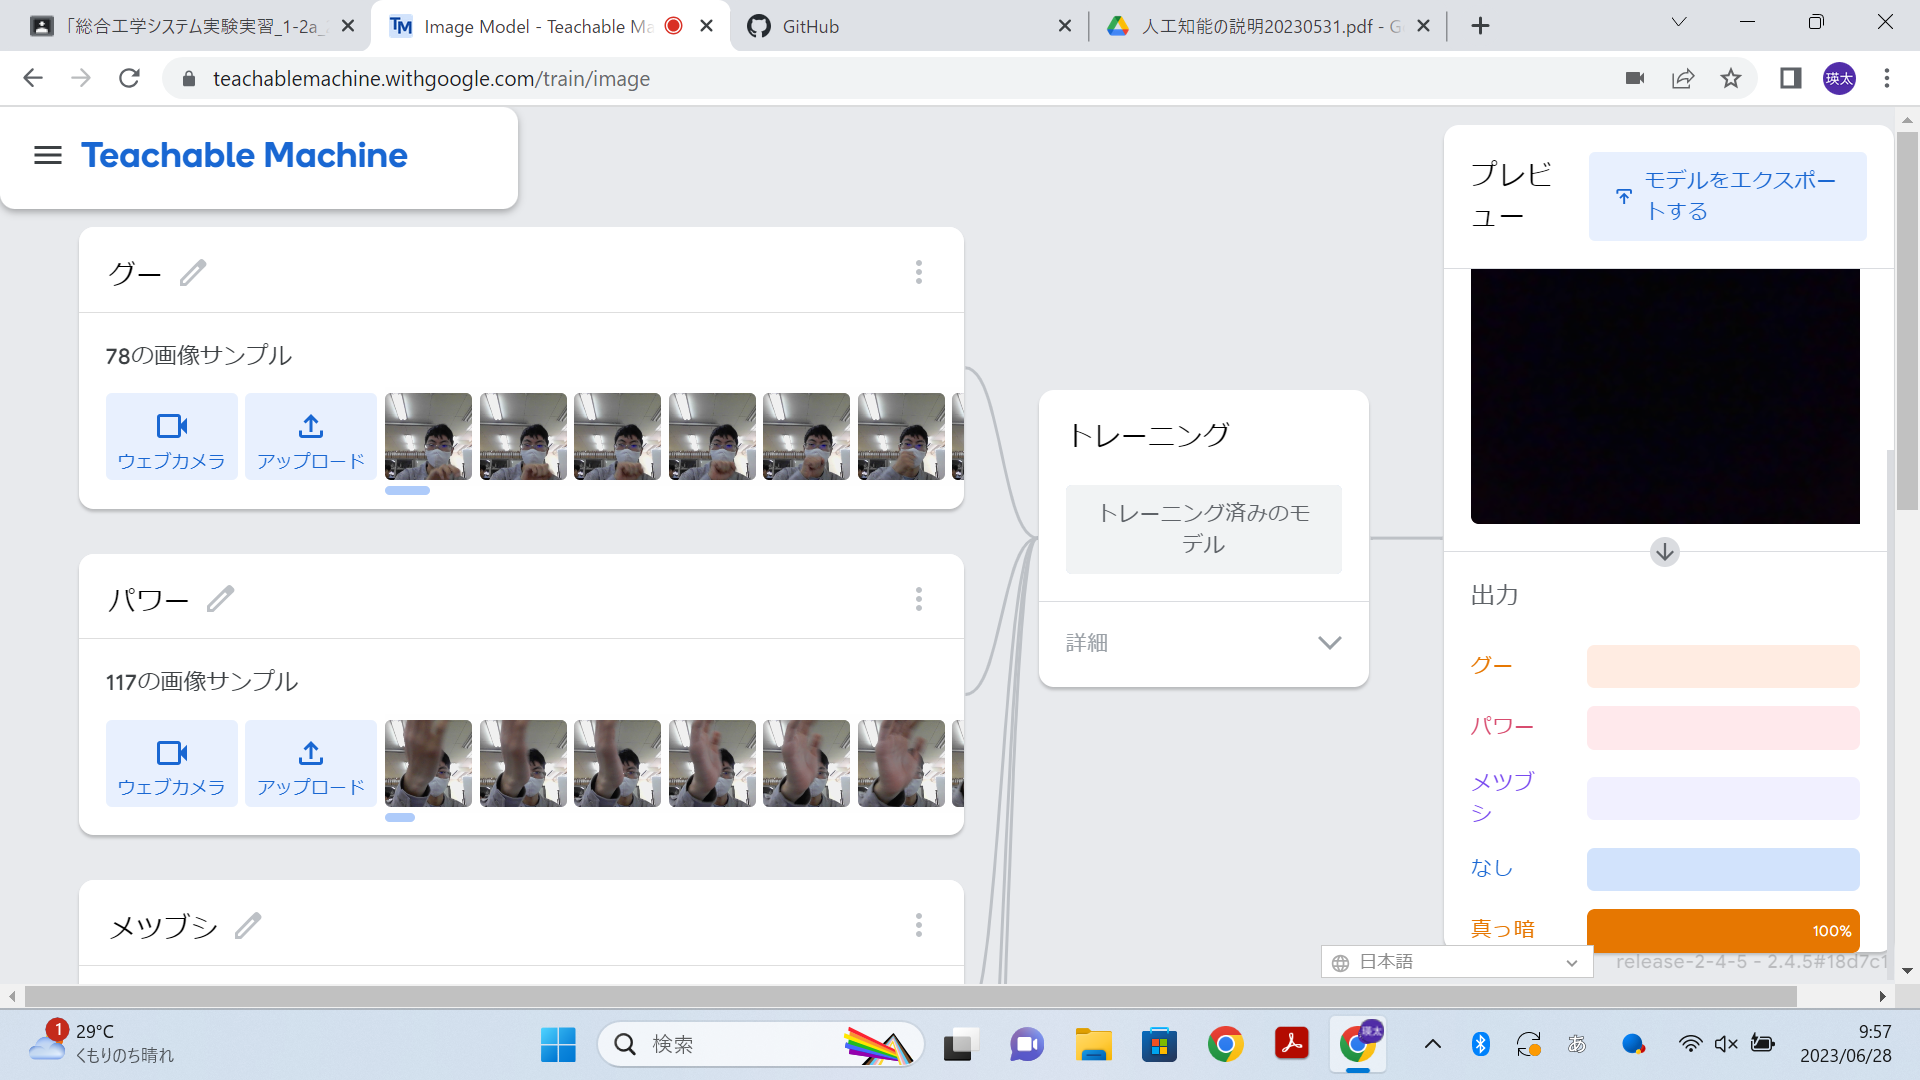 「総合工学システム実験実習_1-2a_
TM Image Model - Teachable Ma
GitHub
人工知能の説明20230531.pdf - G
teachablemachine.withgoogle.com/train/image
瑛太
Teachable Machine
グー
78の画像サンプル
ウェブカメラ
アップロード
パワー
117の画像サンプル
ウェブカメラ
アップロード
メツブシ
トレーニング
トレーニング済みのモ
デル
詳細
プレビ
ュー
モデルをエクスポー
トする
出力
グー
パワー
メツブ
シ
なし
真っ暗
100%
日本語
release-2-4-5 - 2.4.5#18d7c1
1
29°C
くもりのち晴れ
検索
瑛太
あ
9:57
2023/06/28